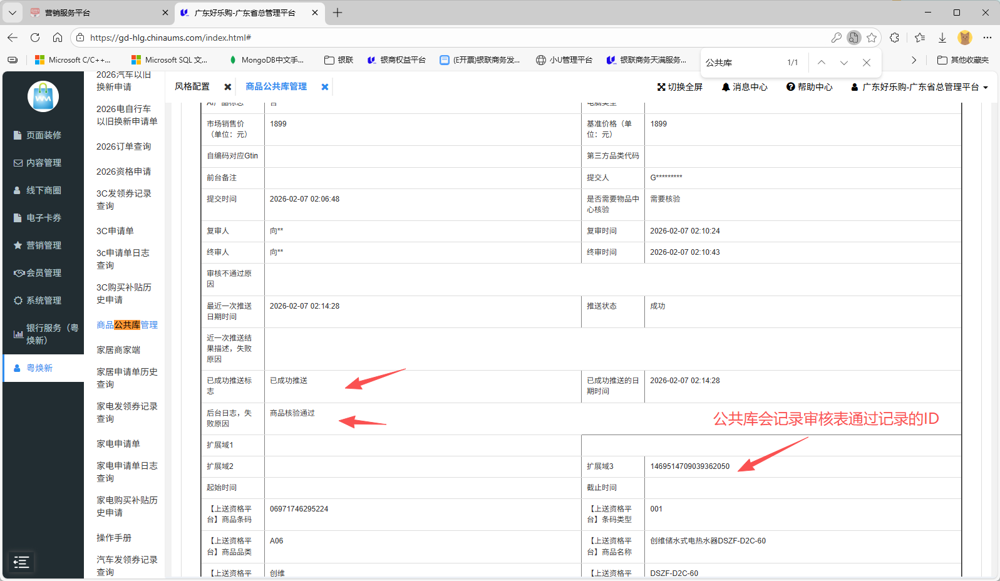 营销服务平台
广东好乐购-广东省总管理平台
https://gd-hlg.chinaums.com/index.html#
Microsoft C/C++...
Microsoft SQL 文...
MongoDB中文手...
银联
银商权益平台
(E开票)银联商务发...
小U管理平台
银联商务天满服务...
其他收藏夹
公共库
1/1
页面装修
内容管理
线下商圈
电子卡券
营销管理
会员管理
系统管理
银行服务（粤
焕新）
粤焕新
2026汽车以旧
换新申请
2026电自行车
以旧换新申请单
2026订单查询
2026资格申请
3C发领券记录
查询
3C申请单
3c申请单日志
查询
3C购买补贴历
史申请
商品公共库管理
家居商家端
家居申请单历史
查询
家电发领券记录
查询
家电申请单
家电申请单日志
查询
家电购买补贴历
史申请
操作手册
汽车发领券记录
查询
风格配置
商品公共库管理
切换全屏
消息中心
帮助中心
广东好乐购-广东省总管理平台
市场销售价
（单位：元）
1899
基准价格（单
位：元）
1899
自编码对应Gtin
第三方品类代码
前台备注
提交人
G*********
提交时间
2026-02-07 02:06:48
是否需要物品中
心核验
需要核验
复审人
向**
复审时间
2026-02-07 02:10:24
终审人
向**
终审时间
2026-02-07 02:10:43
审核不通过原
因
最近一次推送
日期时间
2026-02-07 02:14:28
推送状态
成功
近一次推送结
果描述，失败
原因
已成功推送标
志
已成功推送
已成功推送的日
期时间
2026-02-07 02:14:28
后台日志，失
败原因
商品核验通过
公共库会记录审核表通过记录的ID
扩展域1
扩展域2
扩展域3
1469514709039362050
起始时间
截止时间
【上送资格平
台】商品条码
06971746295224
【上送资格平
台】条码类型
001
【上送资格平
台】商品品类
A06
【上送资格平
台】商品名称
创维储水式电热水器DSZF-D2C-60
【上送资格平
创维
【上送资格平
DSZF-D2C-60